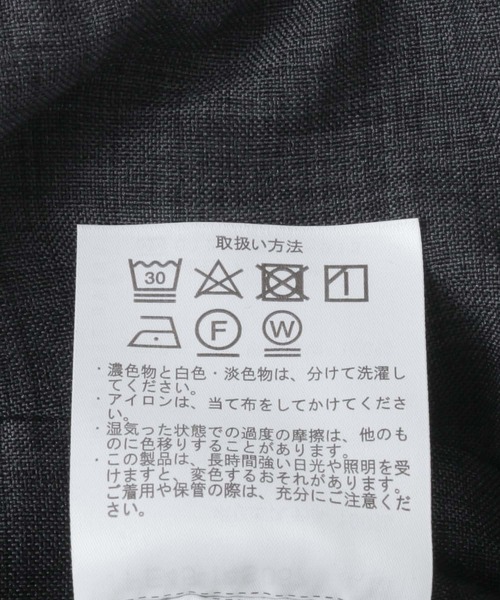 取扱い方法
30
F W
・濃色物と白色・淡色物は、分けて洗濯し
てください。
・アイロンは、当て布をしてかけてくださ
い。
・湿気った状態での過度の摩擦は、他のも
のに色移りすることがあります。
・この製品は、長時間強い日光や照明を受
けますと、変色するおそれがあります。
ご着用や保管の際は、充分にご注意くだ
さい。